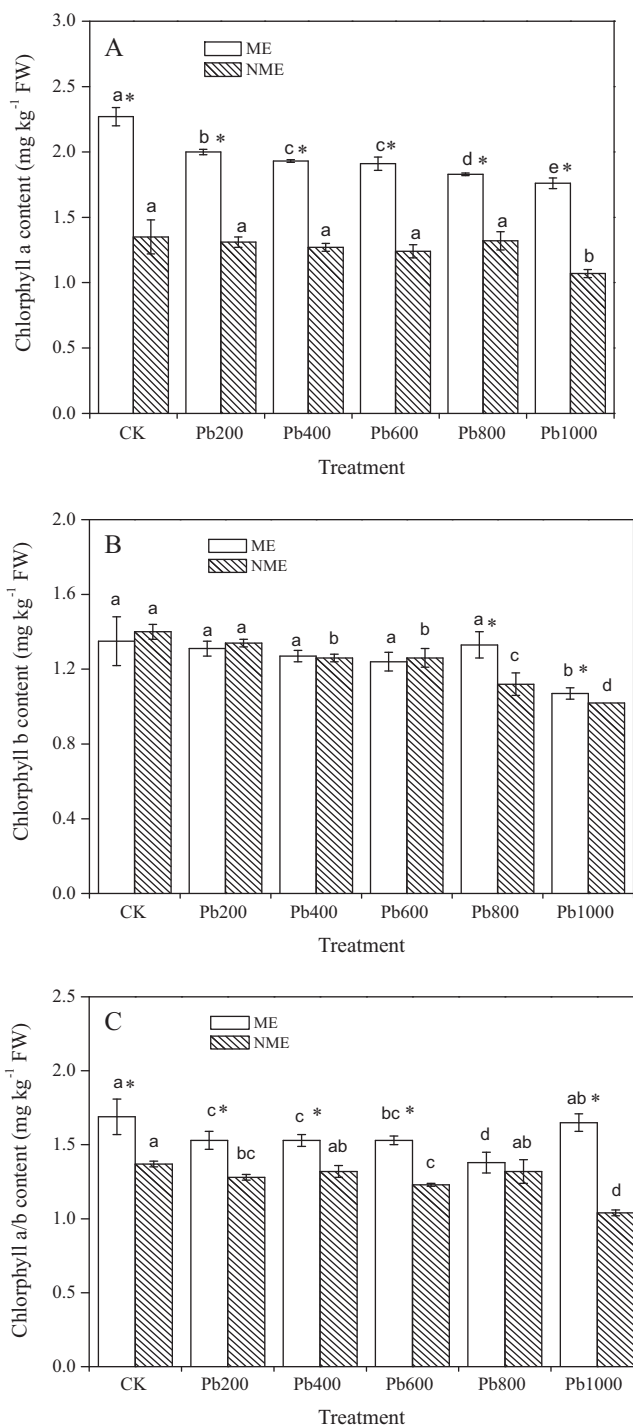 A
ME
NME
Chlorphyll a content (mg kg-1 FW)
3.0
2.5
2.0
1.5
1.0
0.5
0.0
a * a b * a c * a c * a d * a e * b
CK Pb200 Pb400 Pb600 Pb800 Pb1000
Treatment
B
ME
NME
Chlorphyll b content (mg kg-1 FW)
2.0
1.6
1.2
0.8
0.4
0.0
a a a a a b a b a * c b * d
CK Pb200 Pb400 Pb600 Pb800 Pb1000
Treatment
C
ME
NME
Chlorphyll a/b content (mg kg-1 FW)
2.5
2.0
1.5
1.0
0.5
0.0
a * a c * bc c * ab bc * c d ab ab * d
CK Pb200 Pb400 Pb600 Pb800 Pb1000
Treatment